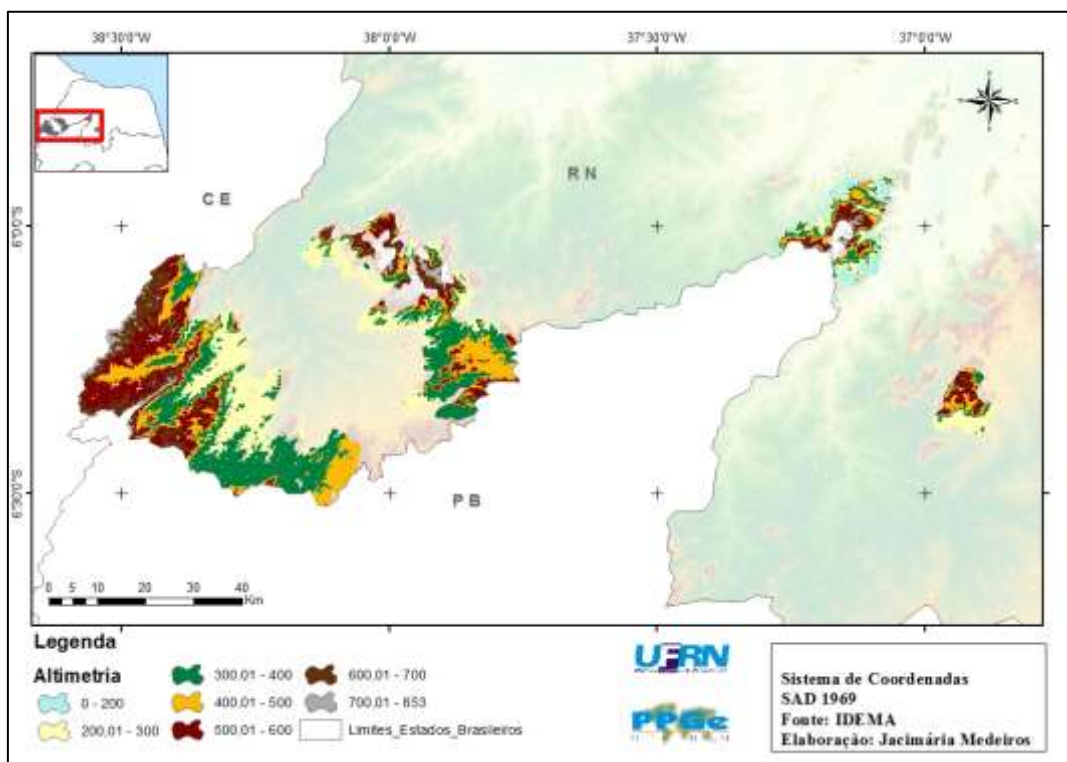 38°30'0"W 38°0'0"W 37°30'0"W 37°0'0"W
CE
RN
6°0'0"S
PB
6°30'0"S
0 5 10 20 30 40
Km
Legenda
Altimetria
0 - 200
200,01 - 300
300,01 - 400
400,01 - 500
500,01 - 600
600,01 - 700
700,01 - 853
Limites_Estados_Brasileiros
UFRN
PPGe
Sistema de Coordenadas
SAD 1969
Fonte: IDEMA
Elaboração: Jacimária Medeiros